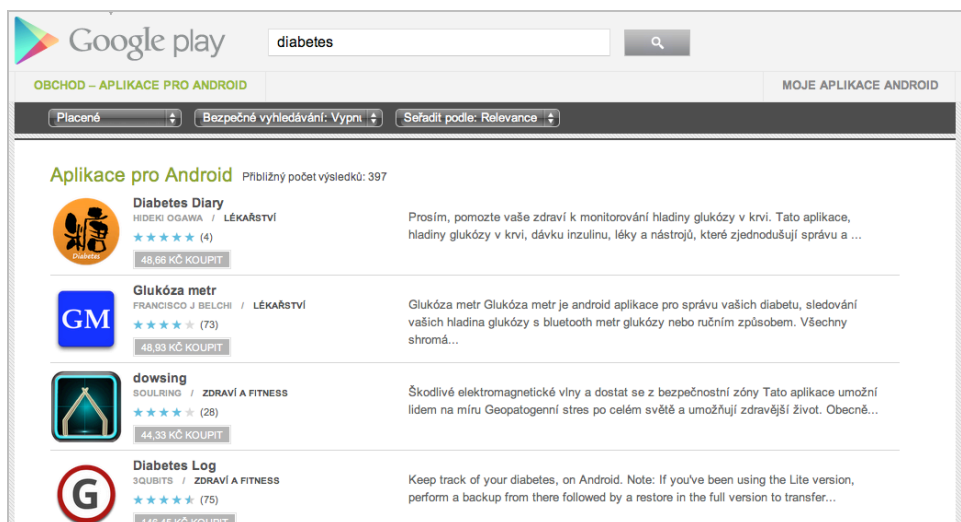 Google play
diabetes
OBCHOD – APLIKACE PRO ANDROID
MOJE APLIKACE ANDROID
Placené
Bezpečné vyhledávání: Vypnu
Seřadit podle: Relevance
Aplikace pro Android Přibližný počet výsledků: 397
Diabetes Diary
HIDEKI OGAWA / LÉKAŘSTVÍ
(4)
48,66 KČ KOUPIT
Diabetes
Prosím, pomozte vaše zdraví k monitorování hladiny glukózy v krvi. Tato aplikace,
hladiny glukózy v krvi, dávku inzulinu, léky a nástrojů, které zjednodušují správu a ...
Glukóza metr
FRANCISCO J BELCHI / LÉKAŘSTVÍ
GM
(73)
48,93 KČ KOUPIT
Glukóza metr Glukóza metr je android aplikace pro správu vašich diabetu, sledování
vašich hladina glukózy s bluetooth metr glukózy nebo ručním způsobem. Všechny
shromá...
dowsing
SOULRING / ZDRAVÍ A FITNESS
(28)
44,33 KČ KOUPIT
Škodlivé elektromagnetické vlny a dostat se z bezpečnostní zóny Tato aplikace umožní
lidem na míru Geopatogenní stres po celém světě a umožňují zdravější život. Obecně...
Diabetes Log
3QUBITS / ZDRAVÍ A FITNESS
G
(75)
146,45 KČ KOUPIT
Keep track of your diabetes, on Android. Note: If you've been using the Lite version,
perform a backup from there followed by a restore in the full version to transfer...